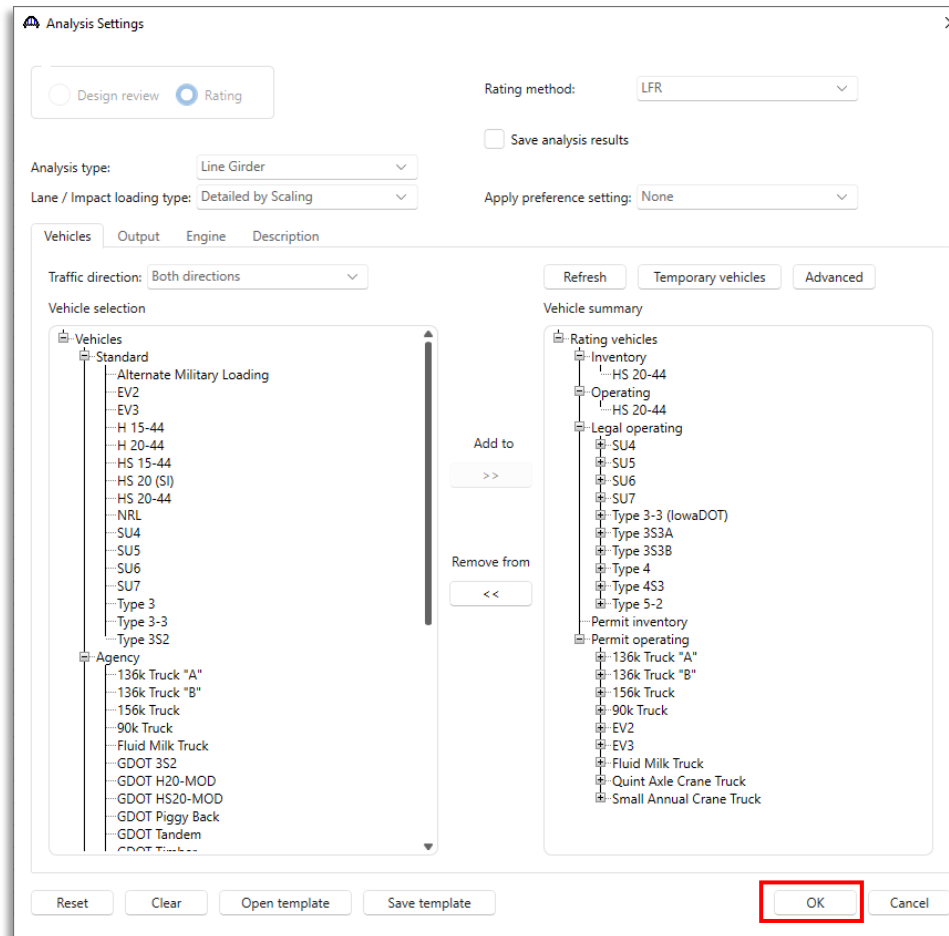 Analysis Settings
Design review Rating
Rating method: LFR
Save analysis results
Analysis type: Line Girder
Lane / Impact loading type: Detailed by Scaling
Apply preference setting: None
Vehicles Output Engine Description
Traffic direction: Both directions
Refresh Temporary vehicles Advanced
Vehicle selection
Vehicles
Standard
Alternate Military Loading
EV2
EV3
H 15-44
H 20-44
HS 15-44
HS 20 (SI)
HS 20-44
NRL
SU4
SU5
SU6
SU7
Type 3
Type 3-3
Type 3S2
Agency
136k Truck "A"
136k Truck "B"
156k Truck
90k Truck
Fluid Milk Truck
GDOT 3S2
GDOT H20-MOD
GDOT HS20-MOD
GDOT Piggy Back
GDOT Tandem
Add to
>>
Remove from
<<
Vehicle summary
Rating vehicles
Inventory
HS 20-44
Operating
HS 20-44
Legal operating
SU4
SU5
SU6
SU7
Type 3-3 (IowaDOT)
Type 3S3A
Type 3S3B
Type 4
Type 4S3
Type 5-2
Permit inventory
Permit operating
136k Truck "A"
136k Truck "B"
156k Truck
90k Truck
EV2
EV3
Fluid Milk Truck
Quint Axle Crane Truck
Small Annual Crane Truck
Reset Clear Open template Save template OK Cancel